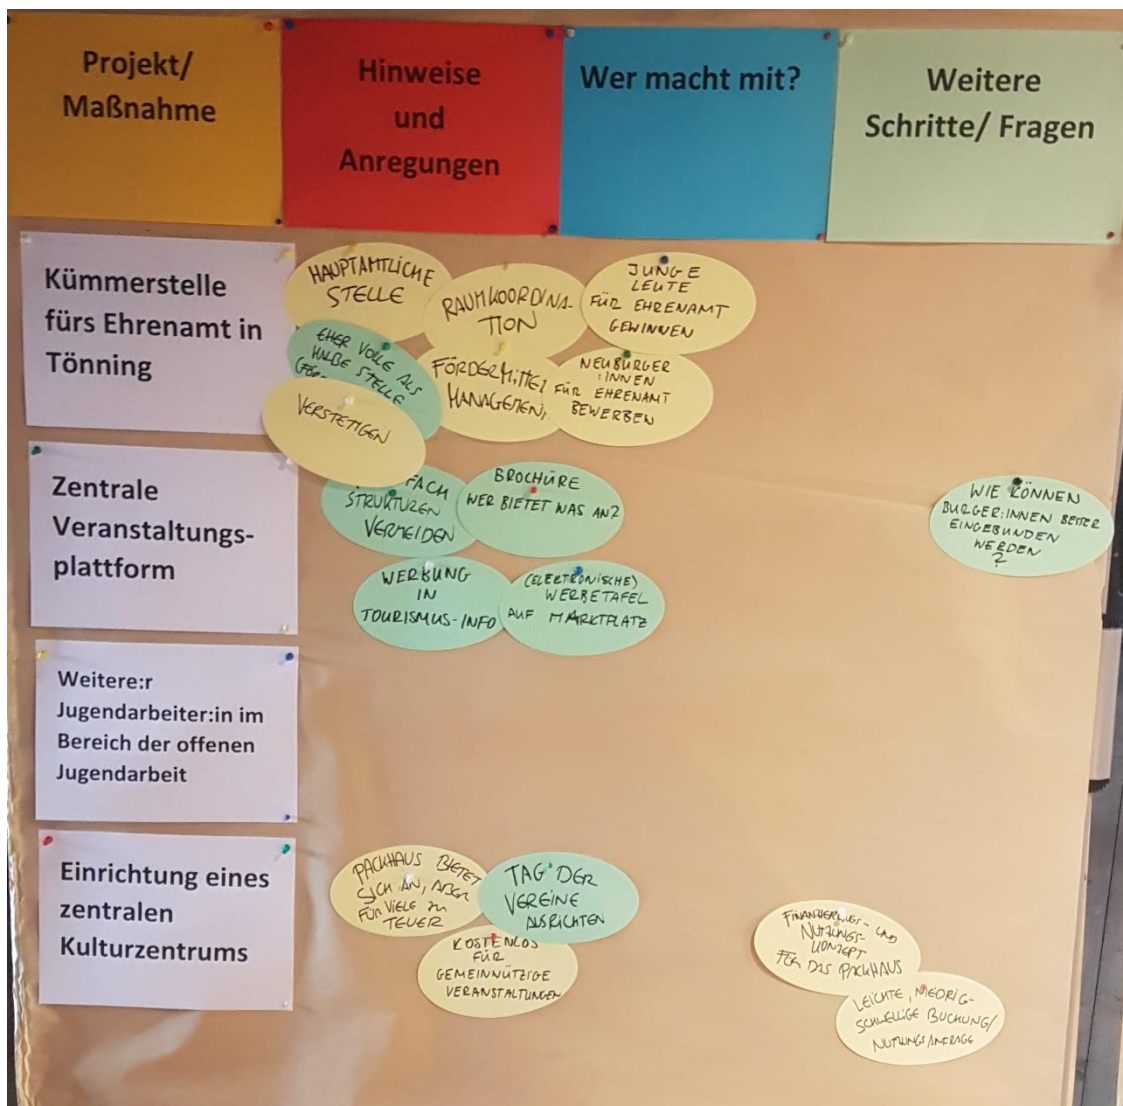 Projekt/
Maßnahme
Hinweise
und
Anregungen
Wer macht mit?
Weitere
Schritte/ Fragen
Kümmerstelle
fürs Ehrenamt in
Tönning
HAUPTAMTLICHE
STELLE
RAUMKOORDINA-
TION
JUNGE
LEUTE
FÜR EHRENAMT
GEWINNEN
EHER VOLLE ALS
HALBE STELLE
VERSTETIGEN
FÖRDERMITTEL
MANAGEMENT
NEUBÜRGER
:INNEN
FÜR EHRENAMT
BEWERBEN
Zentrale
Veranstaltungs-
plattform
FACH
STRUKTUREN
VERMEIDEN
BROCHÜRE
WER BIETET WAS AN?
WERBUNG
IN
TOURISMUS-INFO
(ELEKTRONISCHE)
WERBETAFEL
AUF MARKTPLATZ
WIE KÖNNEN
BÜRGER:INNEN BESSER
EINGEBUNDEN
WERDEN
?
Weitere:r
Jugendarbeiter:in im
Bereich der offenen
Jugendarbeit
Einrichtung eines
zentralen
Kulturzentrums
PACKHAUS BIETET
SICH AN, ABER
FÜR VIELE ZU
TEUER
TAG DER
VEREINE
AUSRICHTEN
KOSTENLOS
FÜR
GEMEINNÜTZIGE
VERANSTALTUNGEN
FINANZIERUNGS- UND
NUTZUNGS-
KONZEPT
FÜR DAS PACKHAUS
LEICHTE, NIEDRIG-
SCHWELLIGE BUCHUNG/
NUTZUNGSANFRAGE